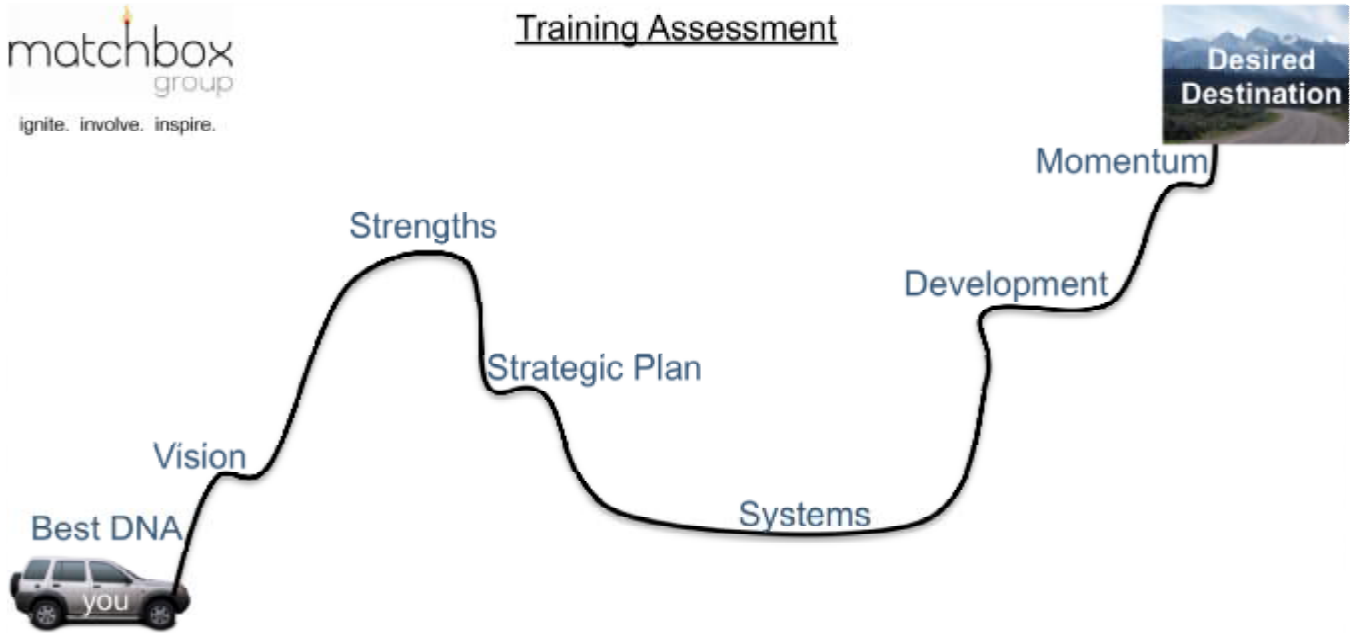 matchbox
group
ignite. involve. inspire.
Training Assessment
Desired
Destination
Momentum
Strengths
Development
Strategic Plan
Vision
Systems
Best DNA
you